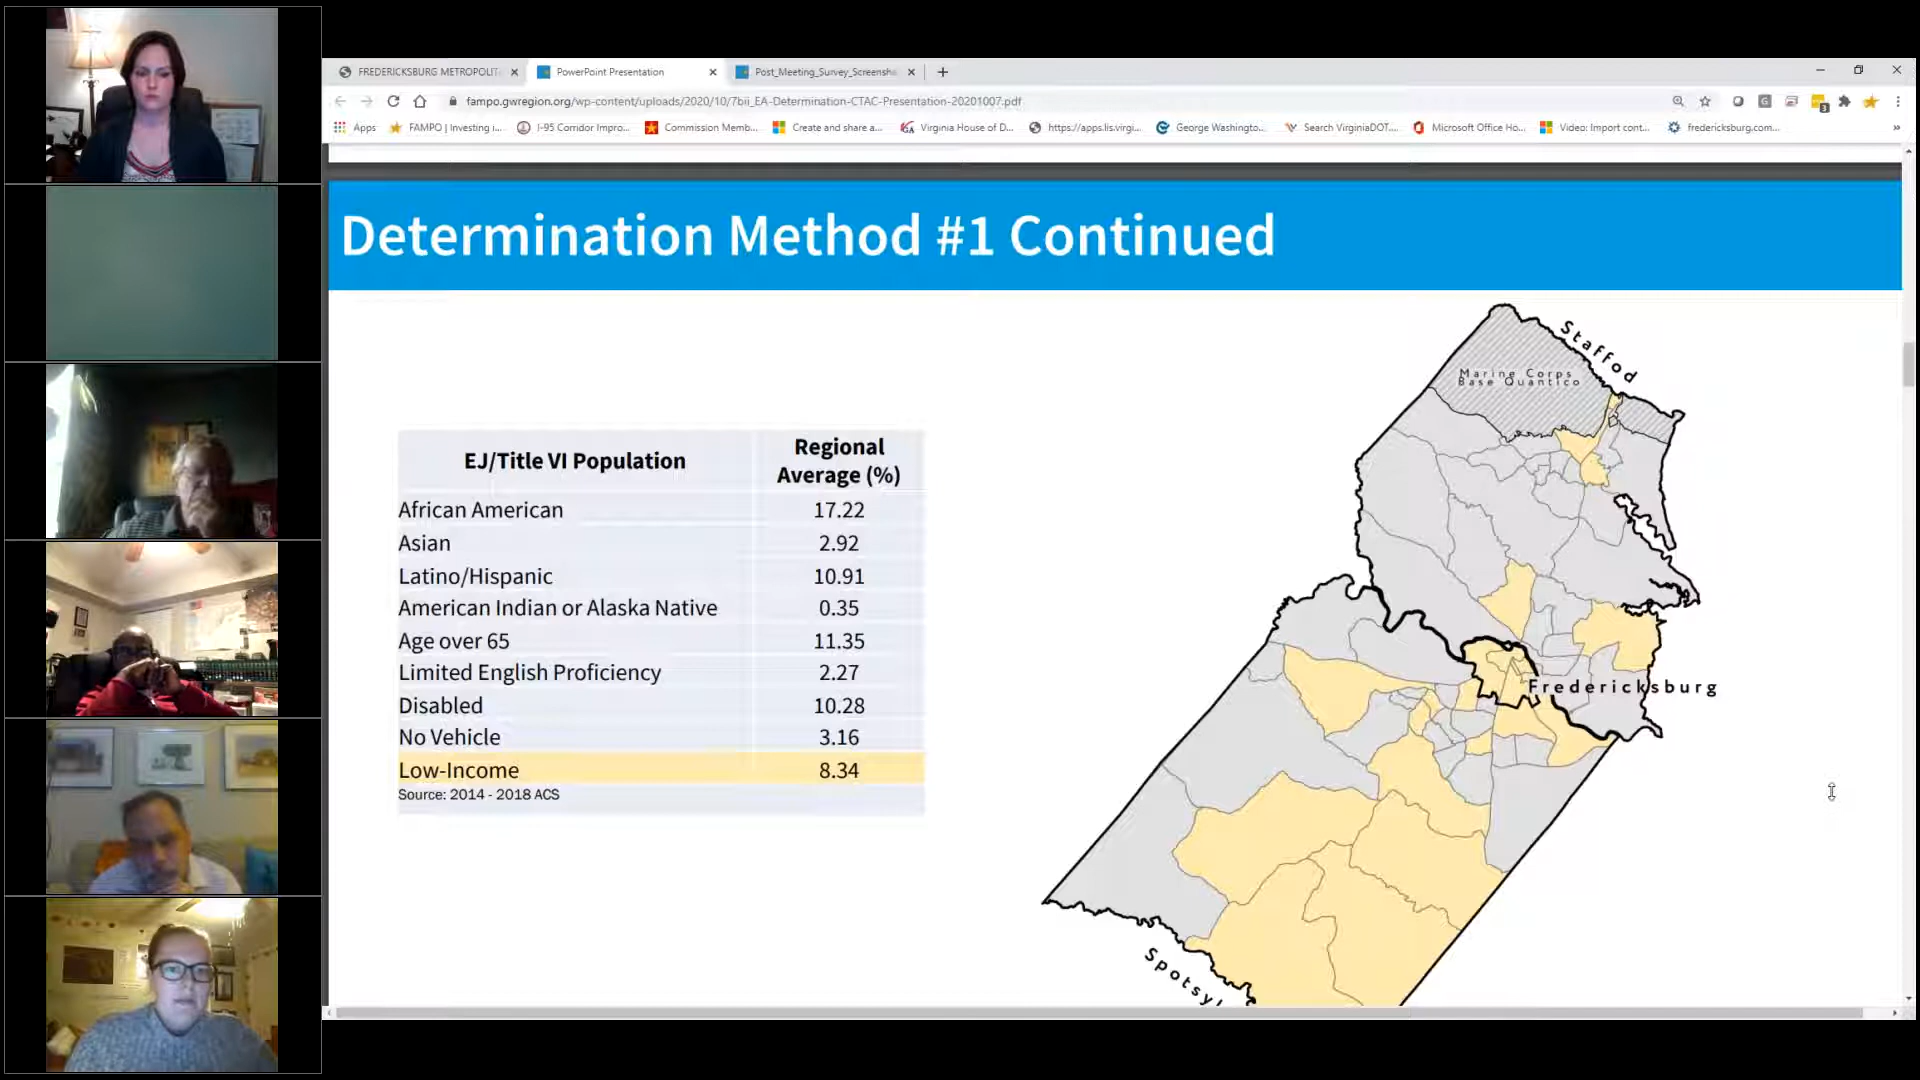 FREDERICKSBURG METROPOLIT
PowerPoint Presentation
Post_Meeting_Survey_Screensho
fampo.gwregion.org/wp-content/uploads/2020/10/7bii_EA-Determination-CTAC-Presentation-20201007.pdf
Apps
FAMPO | Investing i...
I-95 Corridor Impro...
Commission Memb...
Create and share a...
Virginia House of D...
https://apps.lis.virgi...
George Washingto...
Search VirginiaDOT....
Microsoft Office Ho...
Video: Import cont...
fredericksburg.com...
Determination Method #1 Continued
EJ/Title VI Population
Regional
Average (%)
African American 17.22
Asian 2.92
Latino/Hispanic 10.91
American Indian or Alaska Native 0.35
Age over 65 11.35
Limited English Proficiency 2.27
Disabled 10.28
No Vehicle 3.16
Low-Income 8.34
Source: 2014 - 2018 ACS
Staffod
Marine Corps
Base Quantico
Fredericksburg
Spotsyl